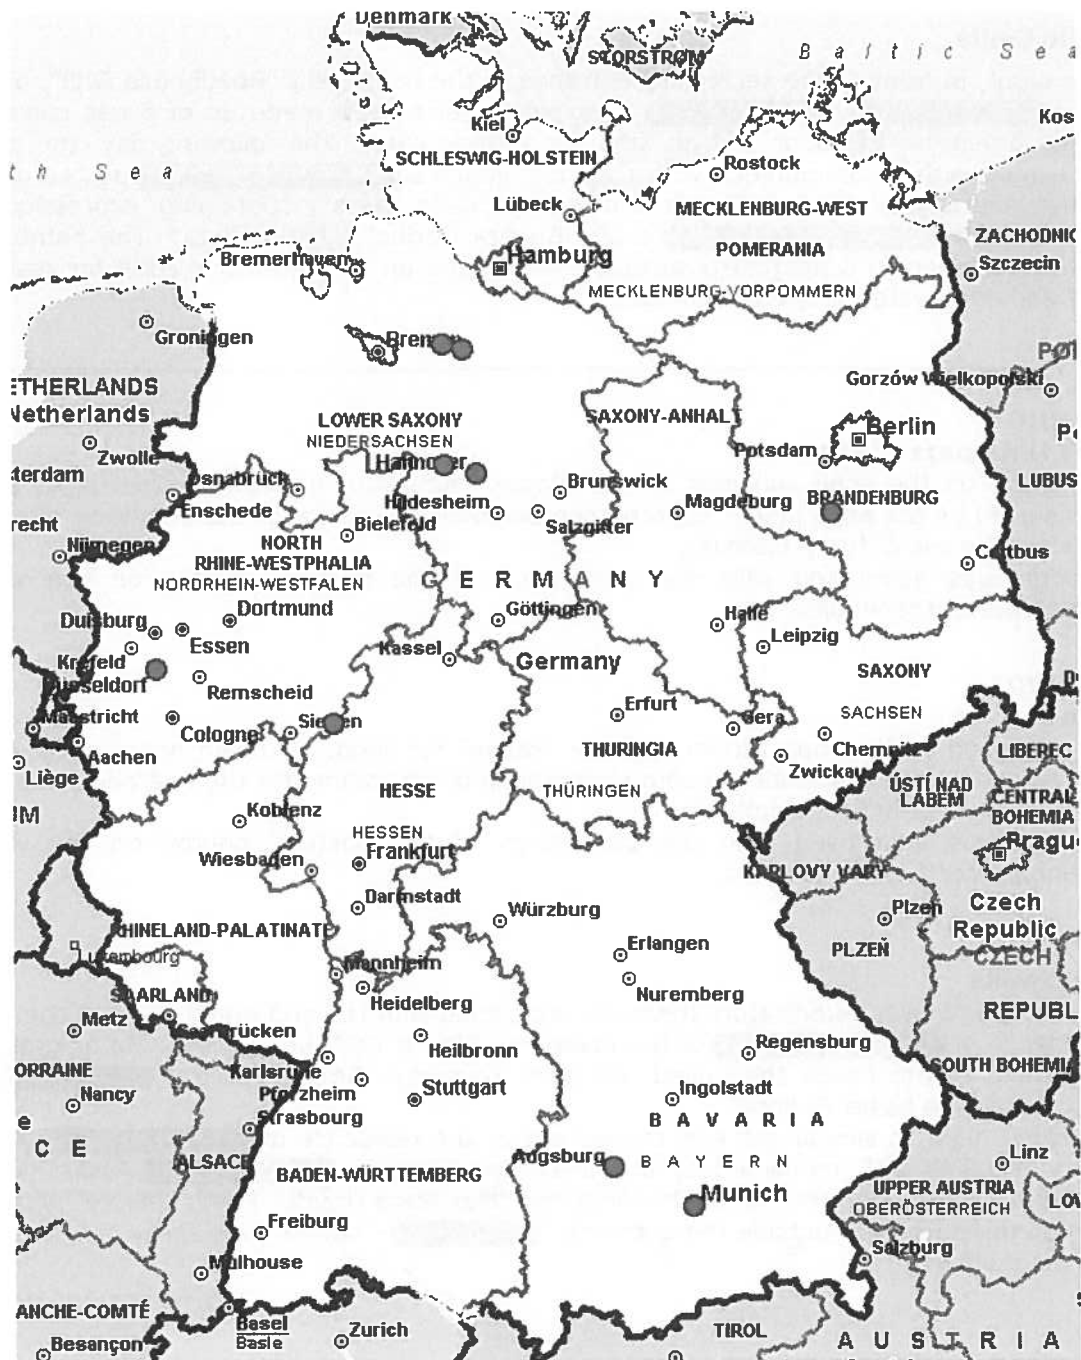 Denmark
STORSTRØM
Baltic Sea
Kiel
Kos
SCHLESWIG-HOLSTEIN
Rostock
th Sea
Lübeck
MECKLENBURG-WEST
POMERANIA
ZACHODNIC
Bremerhaven
Hamburg
Szczecin
MECKLENBURG-VORPOMMERN
Groningen
Bremen
PØ
ETHERLANDS
Netherlands
Gorzów Wielkopolski
LOWER SAXONY
NIEDERSACHSEN
SAXONY-ANHALT
Berlin
Zwolle
Hannover
Potsdam
sterdam
Osnabrück
Enschede
Hildesheim
Brunswick
Magdeburg
BRANDENBURG
LUBUS
recht
Bielefeld
Salzgitter
Nijmegen
NORTH
RHINE-WESTPHALIA
NORDRHEIN-WESTFALEN
Cottbus
GERMANY
Dortmund
Göttingen
Duisburg
Essen
Halle
Leipzig
Kassel
Germany
Krefeld
Düsseldorf
Remscheid
SAXONY
Maastricht
Cologne
Siegen
Erfurt
Gera
SACHSEN
Aachen
THURINGIA
Chemnitz
LIBEREC
Liège
Zwickau
HESSE
THÜRINGEN
ÚSTÍ NAD
LABEM
CENTRAL
BOHEMIA
UM
Koblenz
HESSEN
Wiesbaden
Frankfurt
Pragu
KARLOVY VARY
Darmstadt
Würzburg
Plzeň
Czech
Republic
RHINELAND-PALATINATE
Erlangen
PLZEŇ
CZECH
Luxembourg
Mannheim
SAARLAND
Heidelberg
Nuremberg
REPUBL
Metz
Saarbrücken
Heilbronn
Regensburg
ORRAINE
Karlsruhe
SOUTH BOHEMIA
Pforzheim
Stuttgart
Ingolstadt
Nancy
Strasbourg
BAVARIA
e
CE
ALSACE
Augsburg
BAYERN
Linz
BADEN-WÜRTTEMBERG
Munich
UPPER AUSTRIA
OBERÖSTERREICH
LOV
Freiburg
Salzburg
Mulhouse
ANCHE-COMTÉ
Basel
Basle
Zurich
TIROL
AUSTRIA
Besançon